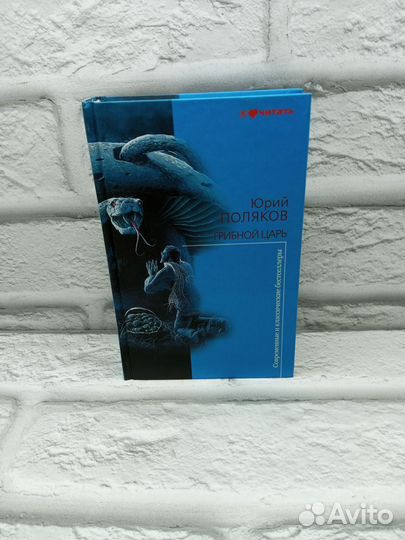 я ❤ читать
Юрий
ПОЛЯКОВ
ГРИБНОЙ ЦАРЬ
Современные и классические бестселлеры
Avito